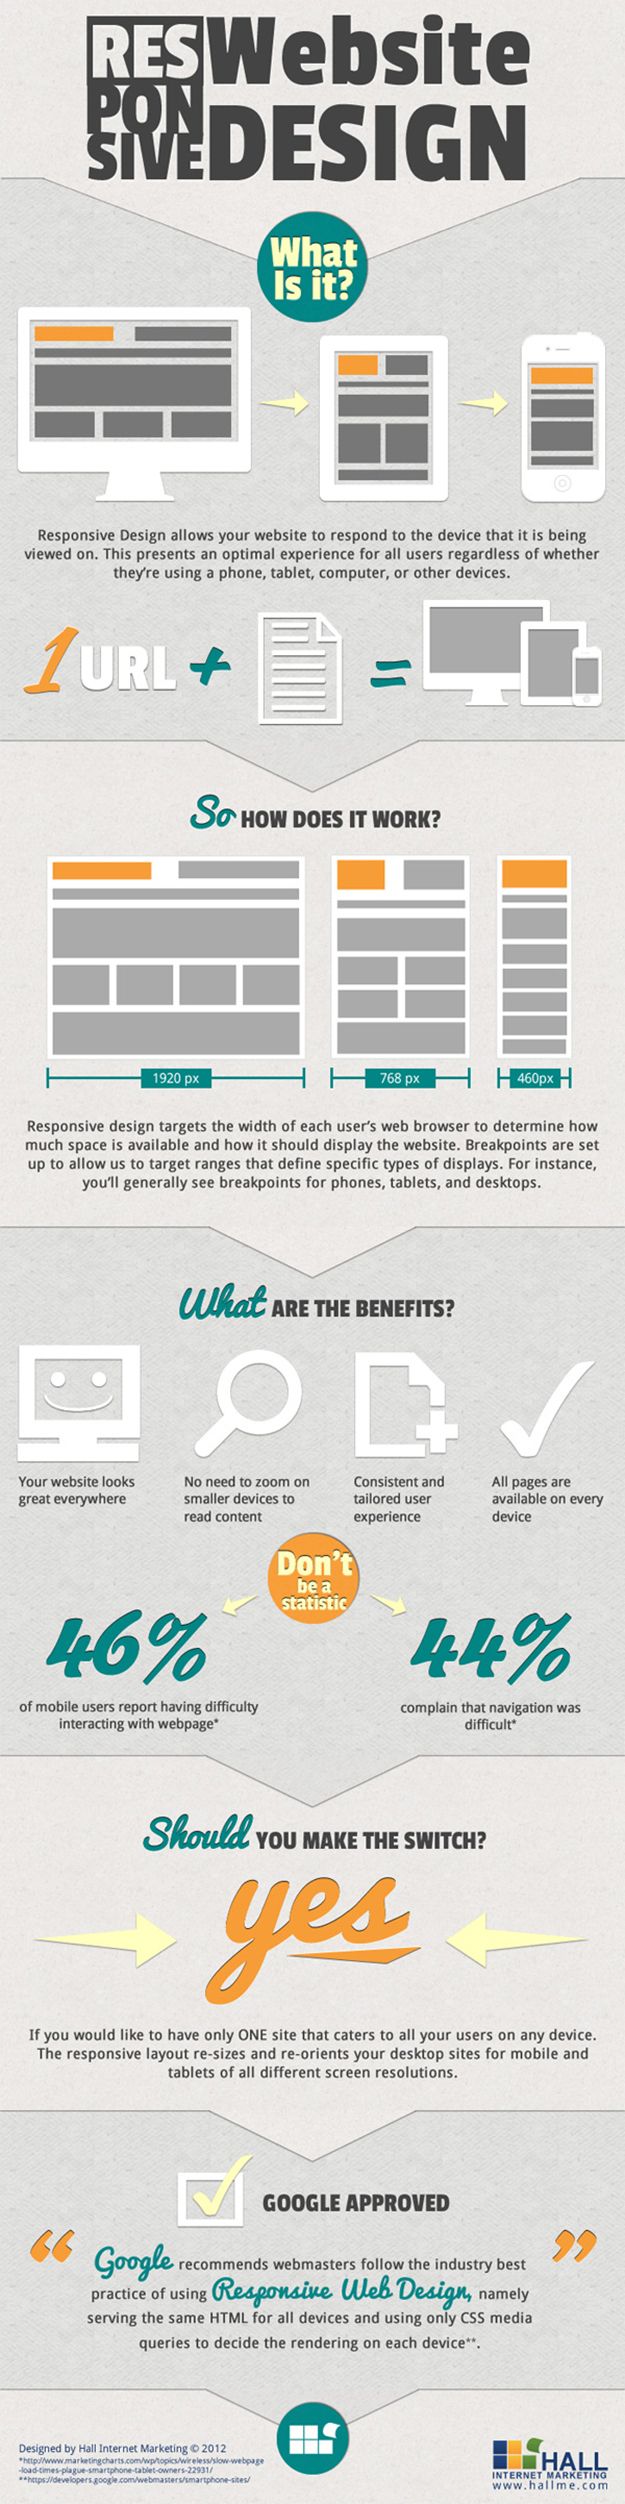 RES Website
PON
SIVE DESIGN
What
Is it?
Responsive Design allows your website to respond to the device that it is being
viewed on. This presents an optimal experience for all users regardless of whether
they're using a phone, tablet, computer, or other devices.
1 URL + =
So HOW DOES IT WORK?
1920 px
768 px
460px
Responsive design targets the width of each user's web browser to determine how
much space is available and how it should display the website. Breakpoints are set
up to allow us to target ranges that define specific types of displays. For instance,
you'll generally see breakpoints for phones, tablets, and desktops.
What ARE THE BENEFITS?
Your website looks
great everywhere
No need to zoom on
smaller devices to
read content
Consistent and
tailored user
experience
All pages are
available on every
device
Don't
be a
statistic
46%
of mobile users report having difficulty
interacting with webpage*
44%
complain that navigation was
difficult*
Should YOU MAKE THE SWITCH?
yes
If you would like to have only ONE site that caters to all your users on any device.
The responsive layout re-sizes and re-orients your desktop sites for mobile and
tablets of all different screen resolutions.
GOOGLE APPROVED
“ Google recommends webmasters follow the industry best ”
practice of using Responsive Web Design, namely
serving the same HTML for all devices and using only CSS media
queries to decide the rendering on each device**.
Designed by Hall Internet Marketing © 2012
*http://www.marketingcharts.com/wp/topics/wireless/slow-webpage
-load-times-plague-smartphone-tablet-owners-22931/
**https://developers.google.com/webmasters/smartphone-sites/
HALL
INTERNET MARKETING
www.hallme.com